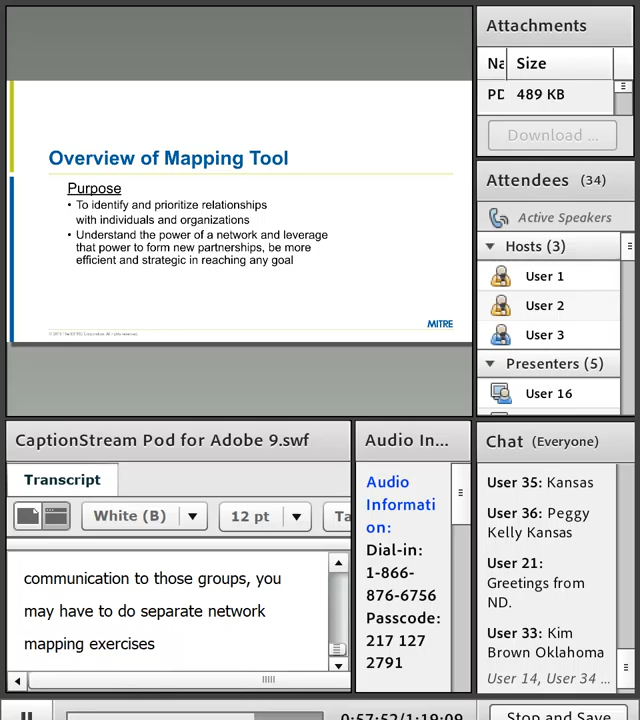 Overview of Mapping Tool
Purpose
• To identify and prioritize relationships
with individuals and organizations
• Understand the power of a network and leverage
that power to form new partnerships, be more
efficient and strategic in reaching any goal
MITRE
Attachments
Na Size
PD 489 KB
Download ...
Attendees (34)
Active Speakers
Hosts (3)
User 1
User 2
User 3
Presenters (5)
User 16
CaptionStream Pod for Adobe 9.swf
Transcript
White (B) 12 pt Ta
communication to those groups, you
may have to do separate network
mapping exercises
Audio In...
Audio
Informati
on:
Dial-in:
1-866-
876-6756
Passcode:
217 127
2791
Chat (Everyone)
User 35: Kansas
User 36: Peggy
Kelly Kansas
User 21:
Greetings from
ND.
User 33: Kim
Brown Oklahoma
User 14, User 34 ...
0:57:52/1:19:09
Stop and Save